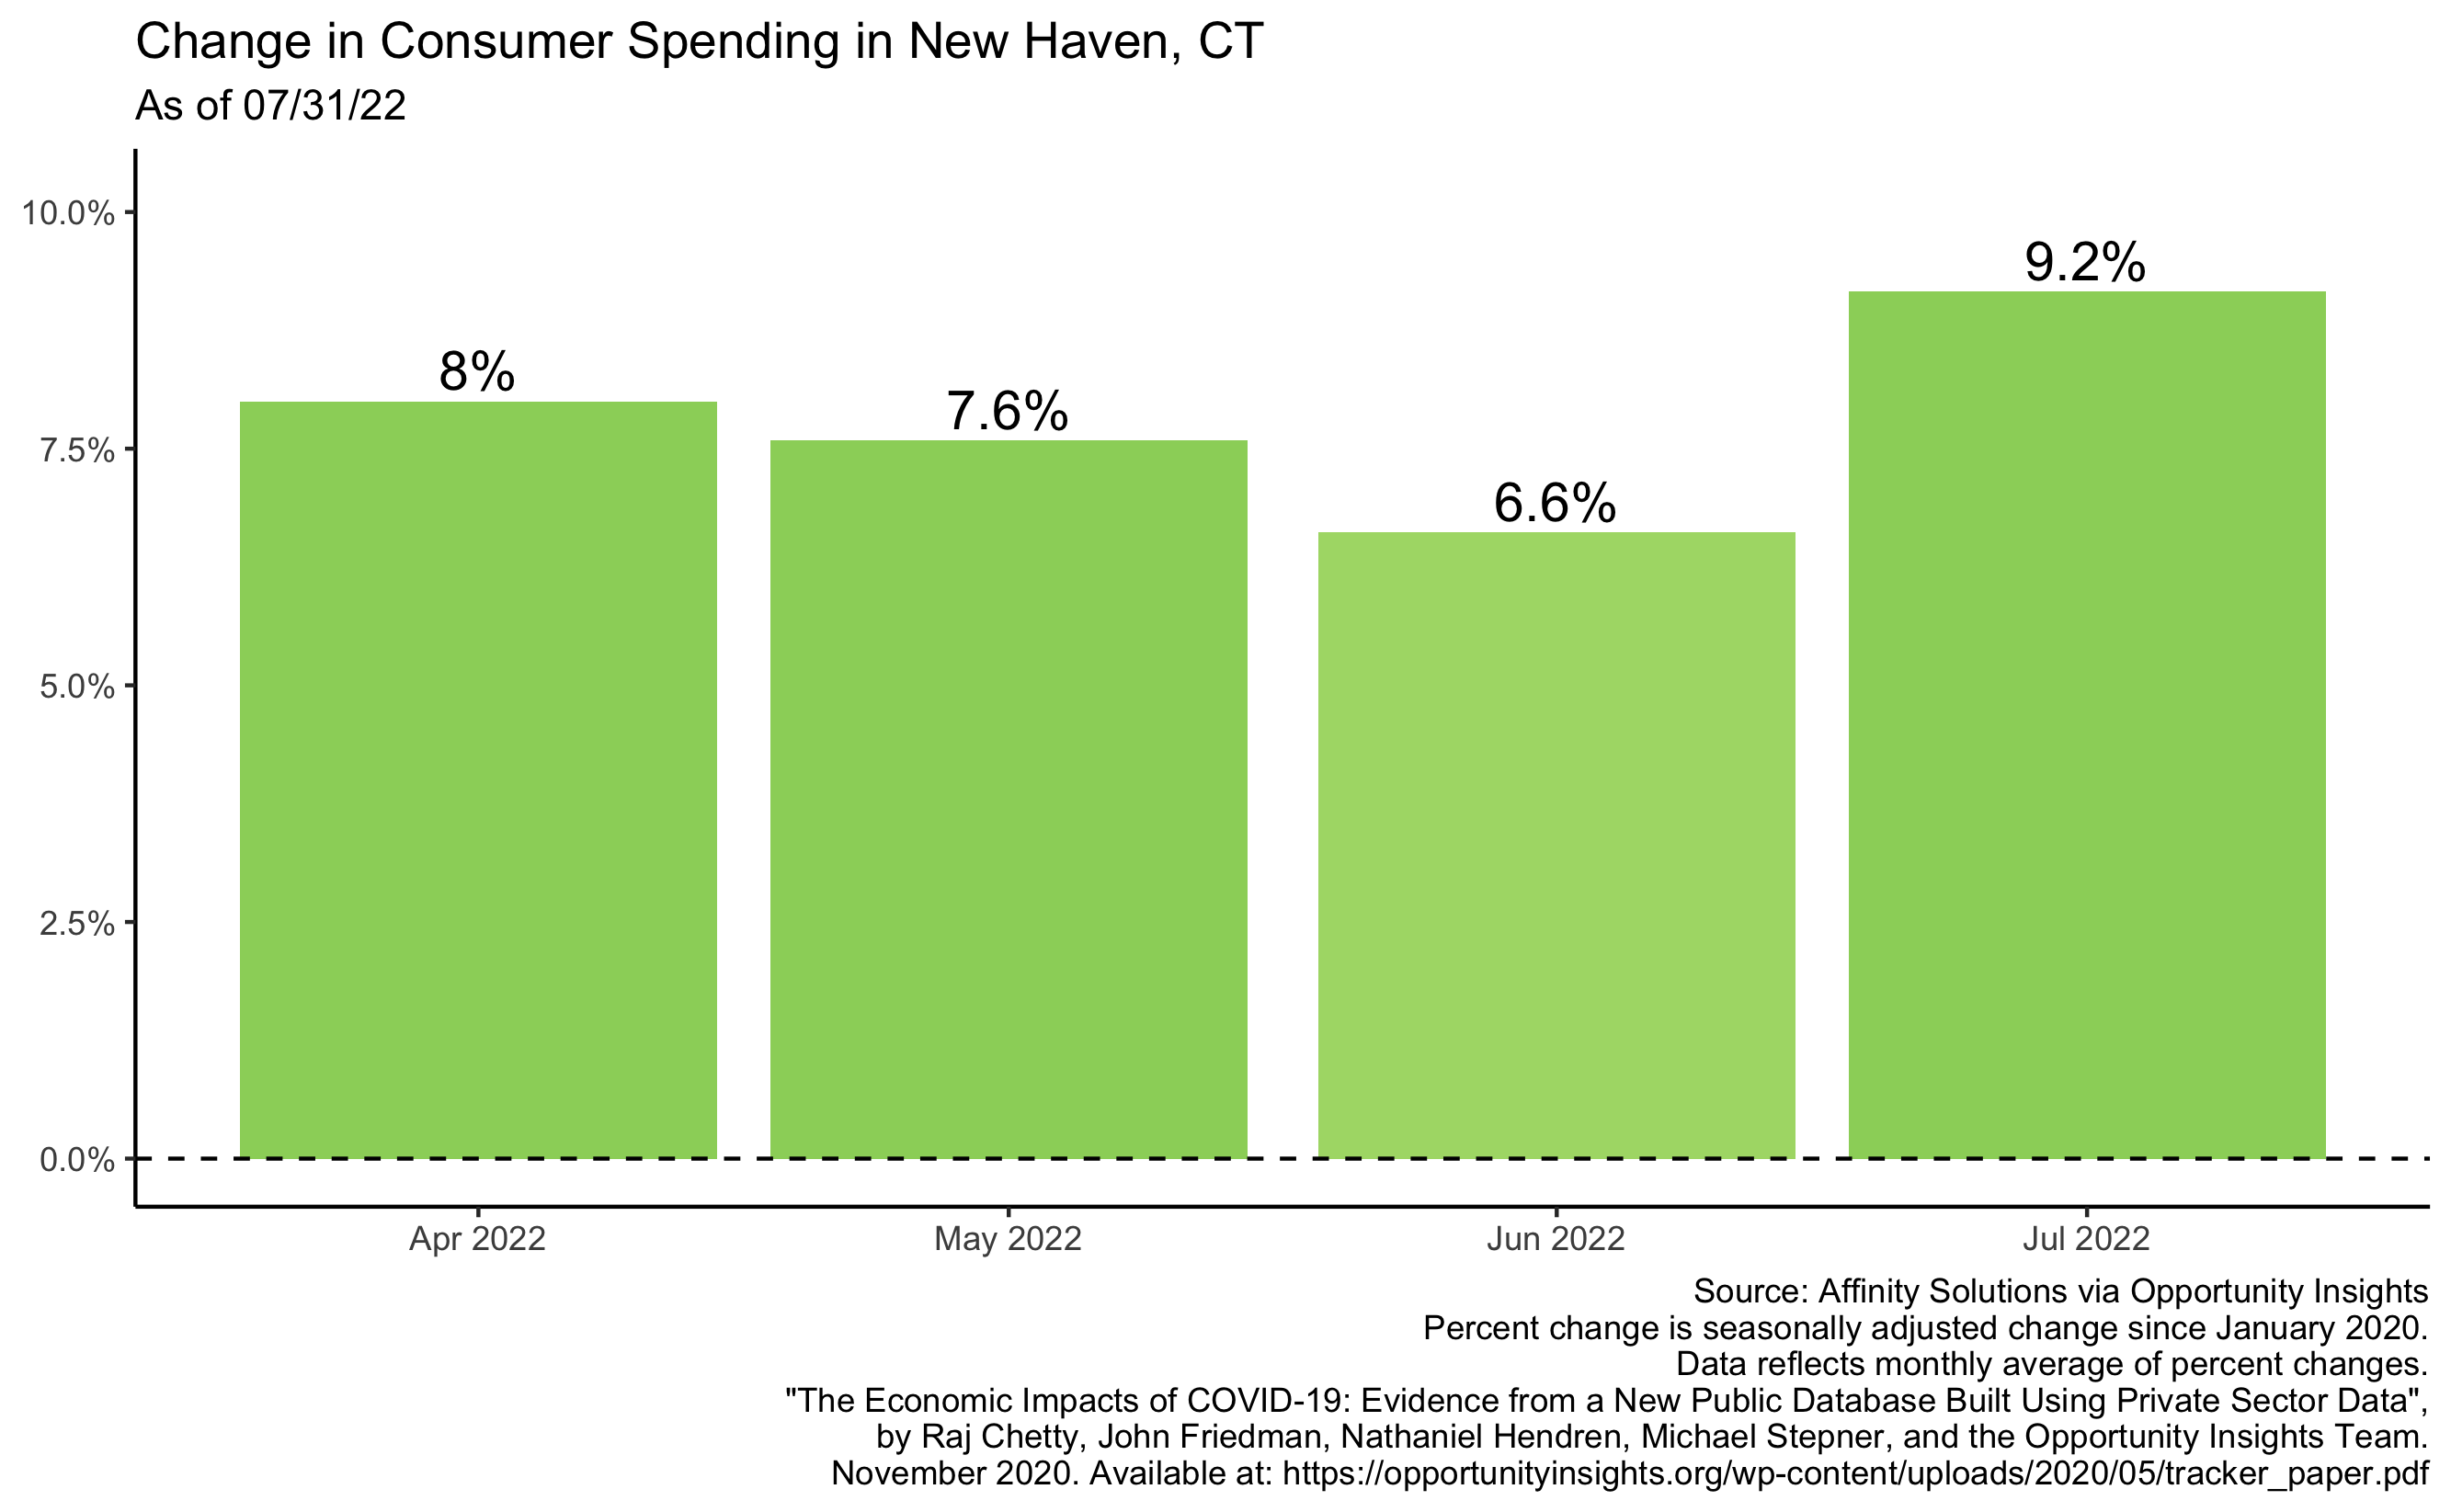 Change in Consumer Spending in New Haven, CT
As of 07/31/22
10.0%
7.5%
5.0%
2.5%
0.0%
8%
7.6%
6.6%
9.2%
Apr 2022
May 2022
Jun 2022
Jul 2022
Source: Affinity Solutions via Opportunity Insights
Percent change is seasonally adjusted change since January 2020.
Data reflects monthly average of percent changes.
"The Economic Impacts of COVID-19: Evidence from a New Public Database Built Using Private Sector Data",
by Raj Chetty, John Friedman, Nathaniel Hendren, Michael Stepner, and the Opportunity Insights Team.
November 2020. Available at: https://opportunityinsights.org/wp-content/uploads/2020/05/tracker_paper.pdf